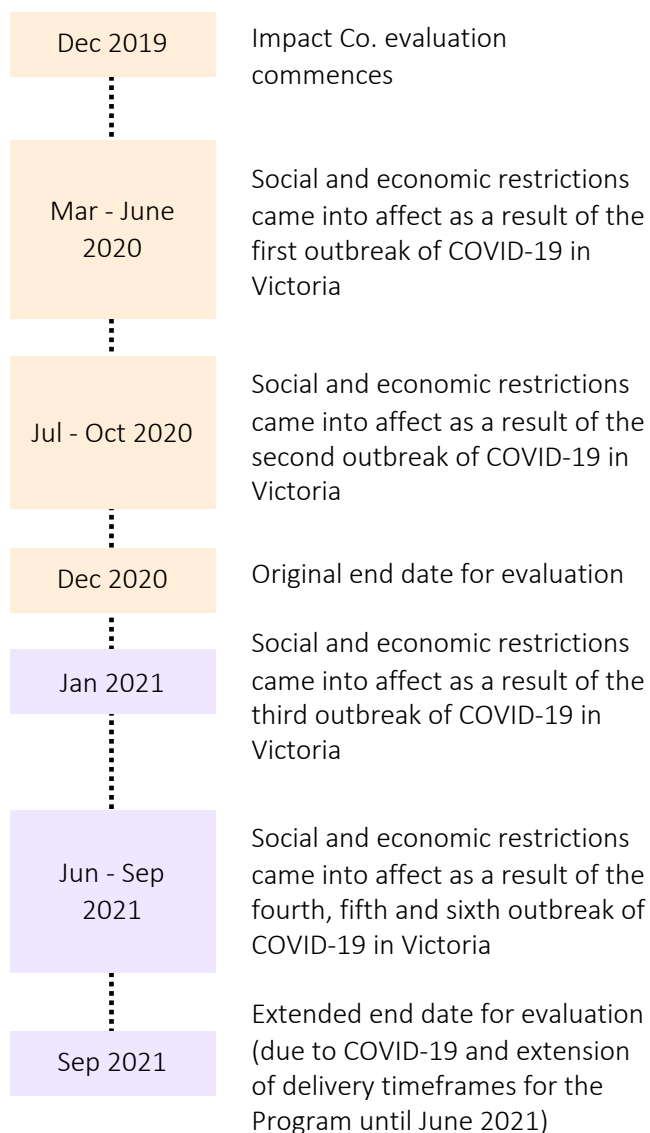 Dec 2019
Impact Co. evaluation
commences
Mar - June
2020
Social and economic restrictions
came into affect as a result of the
first outbreak of COVID-19 in
Victoria
Jul - Oct 2020
Social and economic restrictions
came into affect as a result of the
second outbreak of COVID-19 in
Victoria
Dec 2020
Original end date for evaluation
Jan 2021
Social and economic restrictions
came into affect as a result of the
third outbreak of COVID-19 in
Victoria
Jun - Sep
2021
Social and economic restrictions
came into affect as a result of the
fourth, fifth and sixth outbreak of
COVID-19 in Victoria
Sep 2021
Extended end date for evaluation
(due to COVID-19 and extension
of delivery timeframes for the
Program until June 2021)